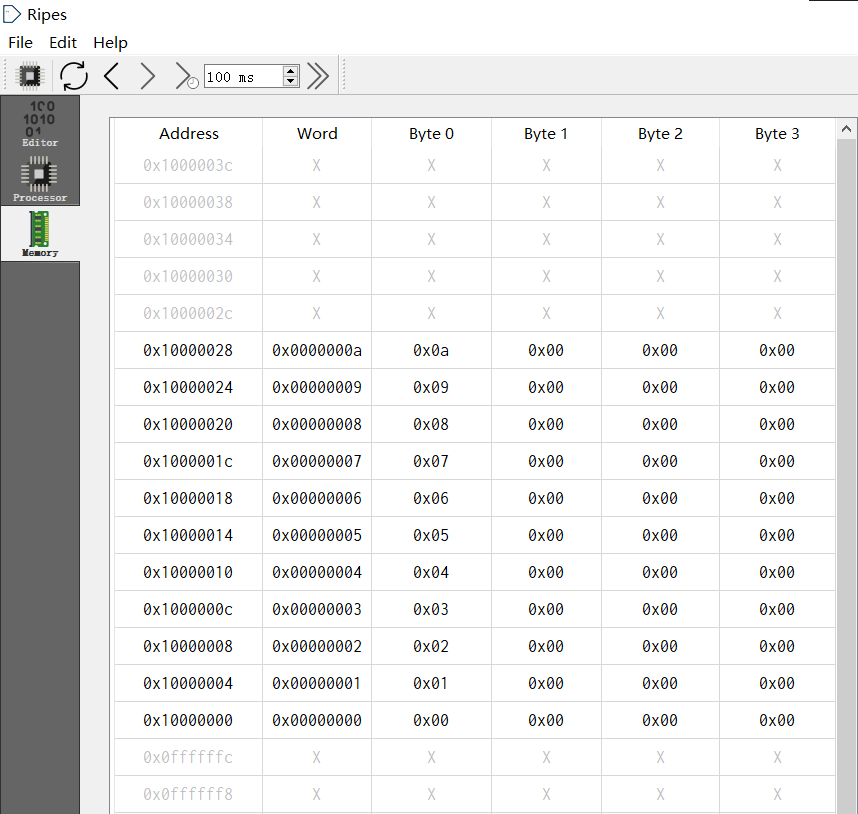 Ripes
File Edit Help
100 ms
100
1010
01
Editor
Processor
Memory
Address Word Byte 0 Byte 1 Byte 2 Byte 3
0x1000003c X X X X X
0x10000038 X X X X X
0x10000034 X X X X X
0x10000030 X X X X X
0x1000002c X X X X X
0x10000028 0x0000000a 0x0a 0x00 0x00 0x00
0x10000024 0x00000009 0x09 0x00 0x00 0x00
0x10000020 0x00000008 0x08 0x00 0x00 0x00
0x1000001c 0x00000007 0x07 0x00 0x00 0x00
0x10000018 0x00000006 0x06 0x00 0x00 0x00
0x10000014 0x00000005 0x05 0x00 0x00 0x00
0x10000010 0x00000004 0x04 0x00 0x00 0x00
0x1000000c 0x00000003 0x03 0x00 0x00 0x00
0x10000008 0x00000002 0x02 0x00 0x00 0x00
0x10000004 0x00000001 0x01 0x00 0x00 0x00
0x10000000 0x00000000 0x00 0x00 0x00 0x00
0x0ffffffc X X X X X
0x0ffffff8 X X X X X